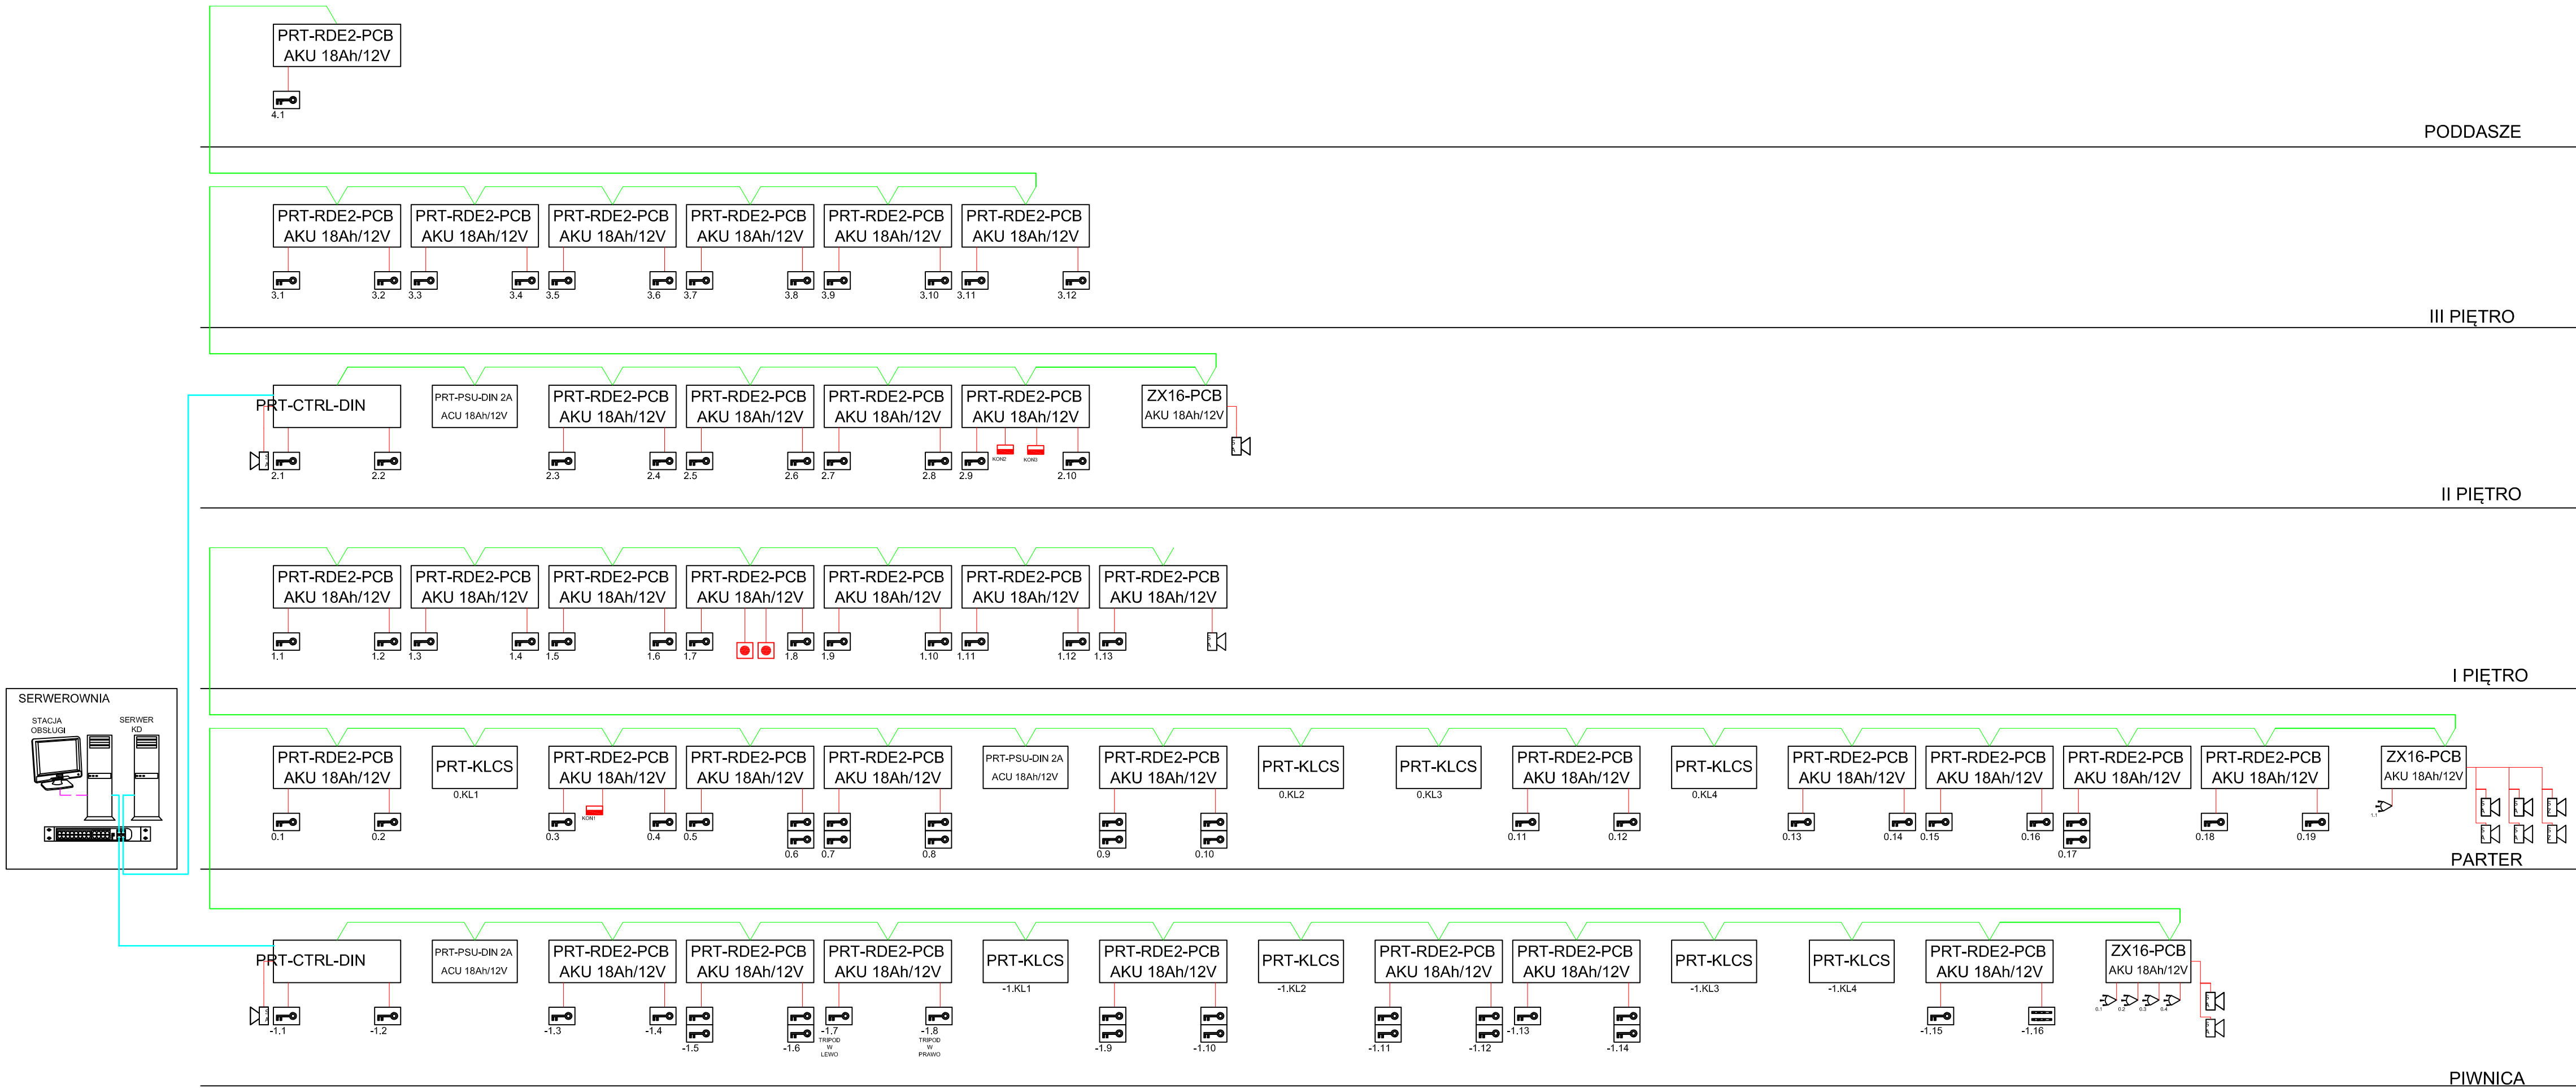 PRT-RDE2-PCB
AKU 18Ah/12V
4.1
PODDASZE
PRT-RDE2-PCB
AKU 18Ah/12V
PRT-RDE2-PCB
AKU 18Ah/12V
PRT-RDE2-PCB
AKU 18Ah/12V
PRT-RDE2-PCB
AKU 18Ah/12V
PRT-RDE2-PCB
AKU 18Ah/12V
PRT-RDE2-PCB
AKU 18Ah/12V
3.1
3.2
3.3
3.4
3.5
3.6
3.7
3.8
3.9
3.10
3.11
3.12
III PIĘTRO
PRT-CTRL-DIN
PRT-PSU-DIN 2A
ACU 18Ah/12V
PRT-RDE2-PCB
AKU 18Ah/12V
PRT-RDE2-PCB
AKU 18Ah/12V
PRT-RDE2-PCB
AKU 18Ah/12V
PRT-RDE2-PCB
AKU 18Ah/12V
ZX16-PCB
AKU 18Ah/12V
2.1
2.2
2.3
2.4
2.5
2.6
2.7
2.8
2.9
KON2
KON3
2.10
II PIĘTRO
PRT-RDE2-PCB
AKU 18Ah/12V
PRT-RDE2-PCB
AKU 18Ah/12V
PRT-RDE2-PCB
AKU 18Ah/12V
PRT-RDE2-PCB
AKU 18Ah/12V
PRT-RDE2-PCB
AKU 18Ah/12V
PRT-RDE2-PCB
AKU 18Ah/12V
PRT-RDE2-PCB
AKU 18Ah/12V
1.1
1.2
1.3
1.4
1.5
1.6
1.7
1.8
1.9
1.10
1.11
1.12
1.13
I PIĘTRO
SERWEROWNIA
STACJA
OBSŁUGI
SERWER
KD
PRT-RDE2-PCB
AKU 18Ah/12V
PRT-KLCS
0.KL1
PRT-RDE2-PCB
AKU 18Ah/12V
PRT-RDE2-PCB
AKU 18Ah/12V
PRT-RDE2-PCB
AKU 18Ah/12V
PRT-PSU-DIN 2A
ACU 18Ah/12V
PRT-RDE2-PCB
AKU 18Ah/12V
PRT-KLCS
0.KL2
PRT-KLCS
0.KL3
PRT-RDE2-PCB
AKU 18Ah/12V
PRT-KLCS
0.KL4
PRT-RDE2-PCB
AKU 18Ah/12V
PRT-RDE2-PCB
AKU 18Ah/12V
PRT-RDE2-PCB
AKU 18Ah/12V
PRT-RDE2-PCB
AKU 18Ah/12V
ZX16-PCB
AKU 18Ah/12V
0.1
0.2
0.3
KON1
0.4
0.5
0.6
0.7
0.8
0.9
0.10
0.11
0.12
0.13
0.14
0.15
0.16
0.17
0.18
0.19
1.1
PARTER
PRT-CTRL-DIN
PRT-PSU-DIN 2A
ACU 18Ah/12V
PRT-RDE2-PCB
AKU 18Ah/12V
PRT-RDE2-PCB
AKU 18Ah/12V
PRT-RDE2-PCB
AKU 18Ah/12V
PRT-KLCS
-1.KL1
PRT-RDE2-PCB
AKU 18Ah/12V
PRT-KLCS
-1.KL2
PRT-RDE2-PCB
AKU 18Ah/12V
PRT-RDE2-PCB
AKU 18Ah/12V
PRT-KLCS
-1.KL3
PRT-KLCS
-1.KL4
PRT-RDE2-PCB
AKU 18Ah/12V
ZX16-PCB
AKU 18Ah/12V
-1.1
-1.2
-1.3
-1.4
-1.5
-1.6
-1.7
TRIPOD
W
LEWO
-1.8
TRIPOD
W
PRAWO
-1.9
-1.10
-1.11
-1.12
-1.13
-1.14
-1.15
-1.16
0.1
0.2
0.3
0.4
PIWNICA